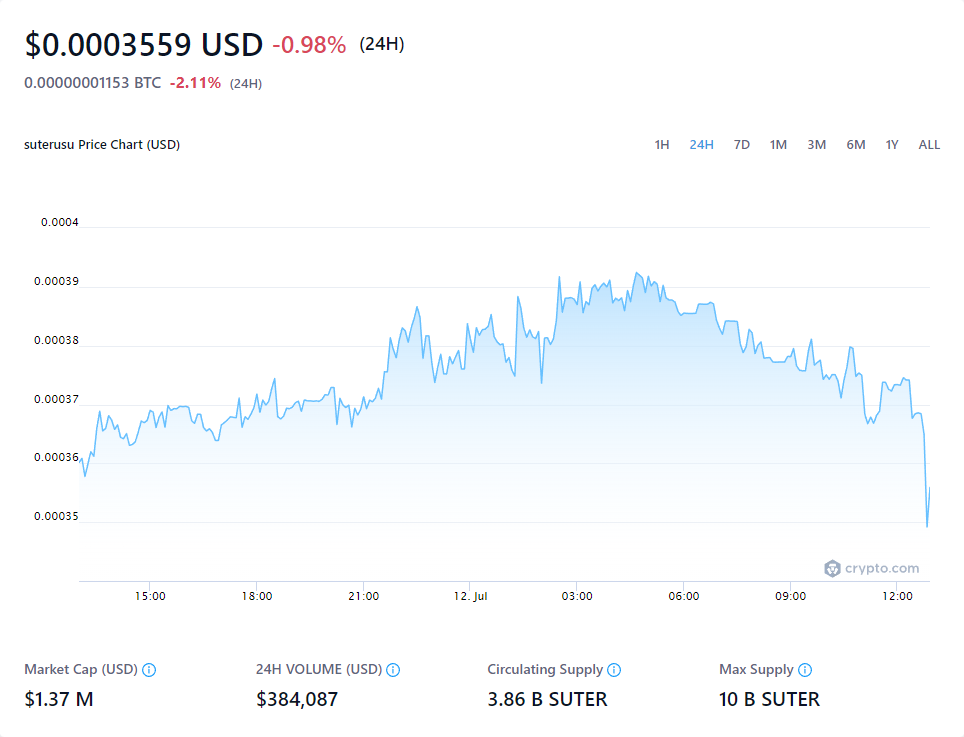 $0.0003559 USD -0.98% (24H)
0.00000001153 BTC -2.11% (24H)
suterusu Price Chart (USD) 1H 24H 7D 1M 3M 6M 1Y ALL
0.0004
0.00039
0.00038
0.00037
0.00036
0.00035
crypto.com
15:00 18:00 21:00 12. Jul 03:00 06:00 09:00 12:00
Market Cap (USD) 24H VOLUME (USD) Circulating Supply Max Supply
$1.37 M $384,087 3.86 B SUTER 10 B SUTER